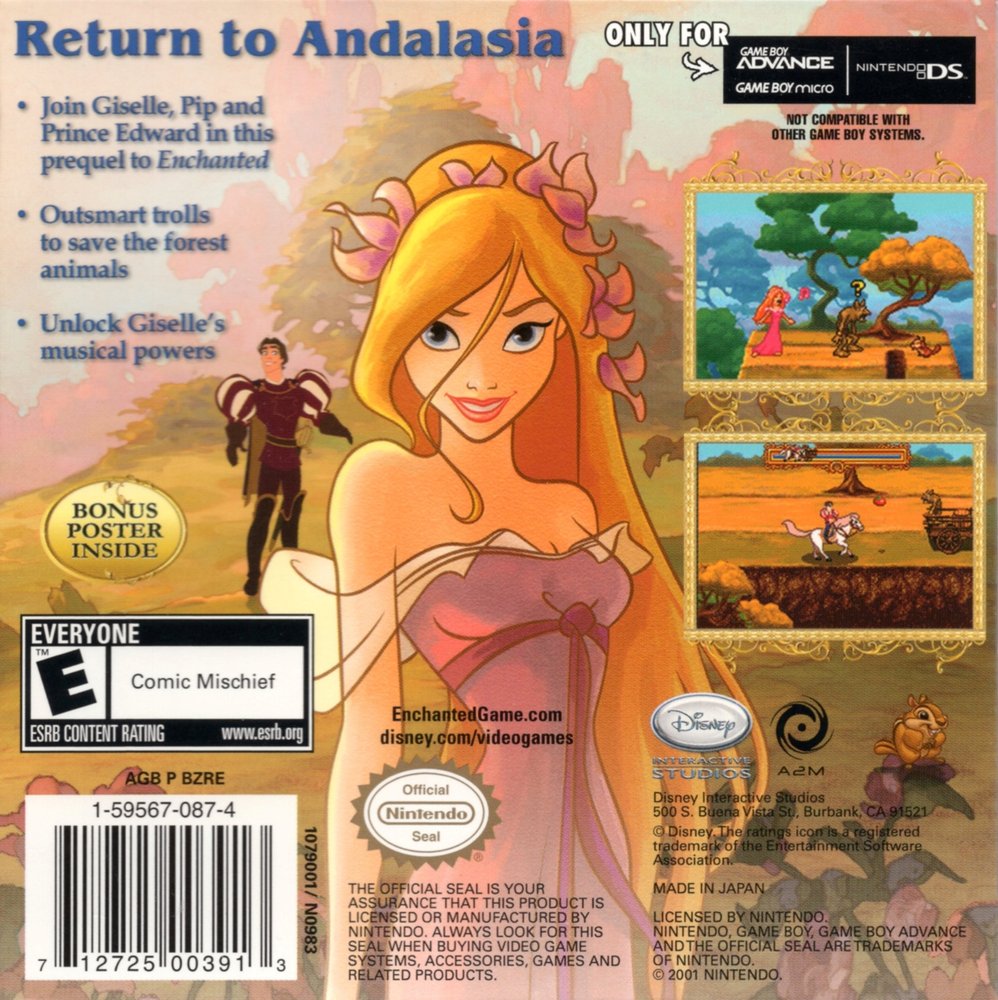 Return to Andalasia
ONLY FOR
GAME BOY
ADVANCE
GAME BOY micro
NINTENDO DS™
NOT COMPATIBLE WITH
OTHER GAME BOY SYSTEMS.
• Join Giselle, Pip and
Prince Edward in this
prequel to Enchanted
• Outsmart trolls
to save the forest
animals
• Unlock Giselle's
musical powers
?
BONUS
POSTER
INSIDE
EVERYONE
™
E
Comic Mischief
ESRB CONTENT RATING www.esrb.org
AGB P BZRE
1-59567-087-4
7 12725 00391 3
1079001/ N0983
EnchantedGame.com
disney.com/videogames
Official
Nintendo
Seal
®
THE OFFICIAL SEAL IS YOUR
ASSURANCE THAT THIS PRODUCT IS
LICENSED OR MANUFACTURED BY
NINTENDO. ALWAYS LOOK FOR THIS
SEAL WHEN BUYING VIDEO GAME
SYSTEMS, ACCESSORIES, GAMES AND
RELATED PRODUCTS.
Disney
INTERACTIVE
STUDIOS
A2M
Disney Interactive Studios
500 S. Buena Vista St., Burbank, CA 91521
© Disney. The ratings icon is a registered
trademark of the Entertainment Software
Association.
MADE IN JAPAN
LICENSED BY NINTENDO.
NINTENDO, GAME BOY, GAME BOY ADVANCE
AND THE OFFICIAL SEAL ARE TRADEMARKS
OF NINTENDO.
© 2001 NINTENDO.